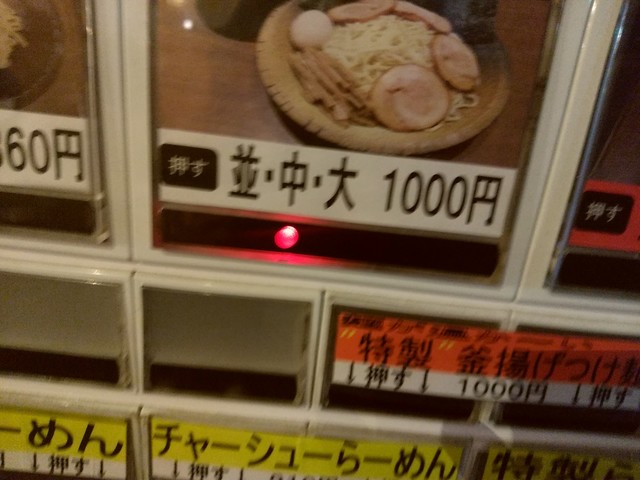 360円
押す 並・中・大 1000円
押す
"特製" 釜揚げつけ麺
↓押す↓ 1000円 ↓押す
ーめん
↓押す↓
チャーシューらーめん
↓押す↓
特製